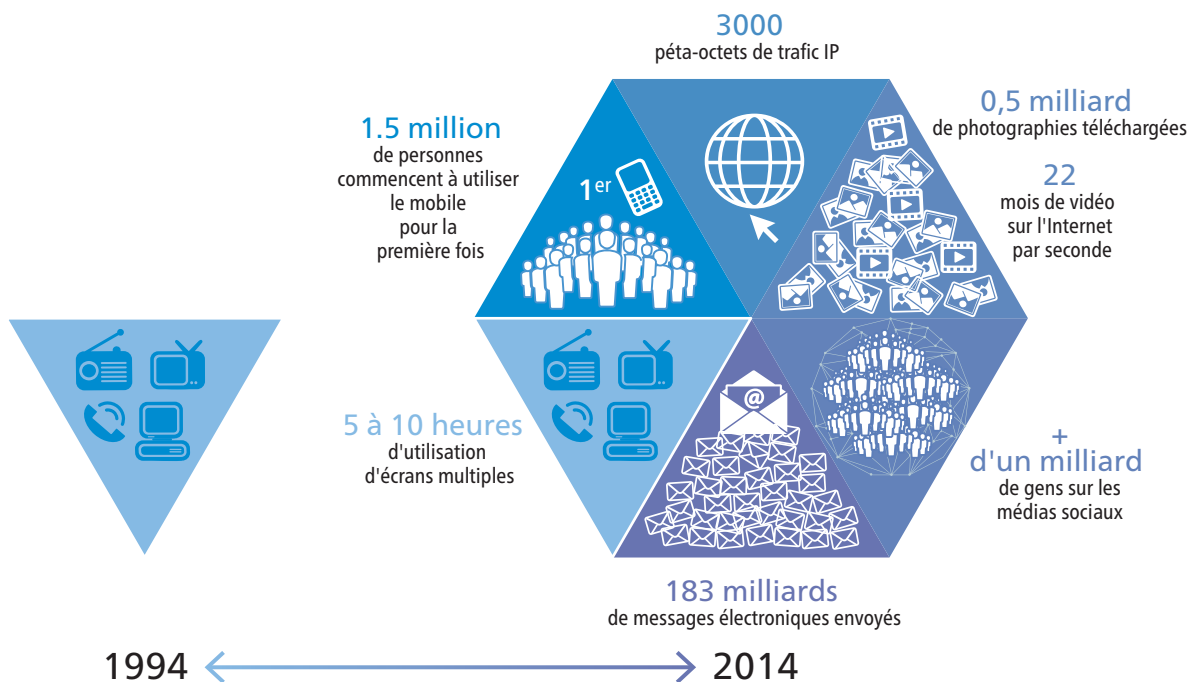 3000
péta-octets de trafic IP
1.5 million
de personnes
commencent à utiliser
le mobile
pour la
première fois
1er
0,5 milliard
de photographies téléchargées
22
mois de vidéo
sur l'Internet
par seconde
5 à 10 heures
d'utilisation
d'écrans multiples
@
+
d'un milliard
de gens sur les
médias sociaux
183 milliards
de messages électroniques envoyés
1994
2014